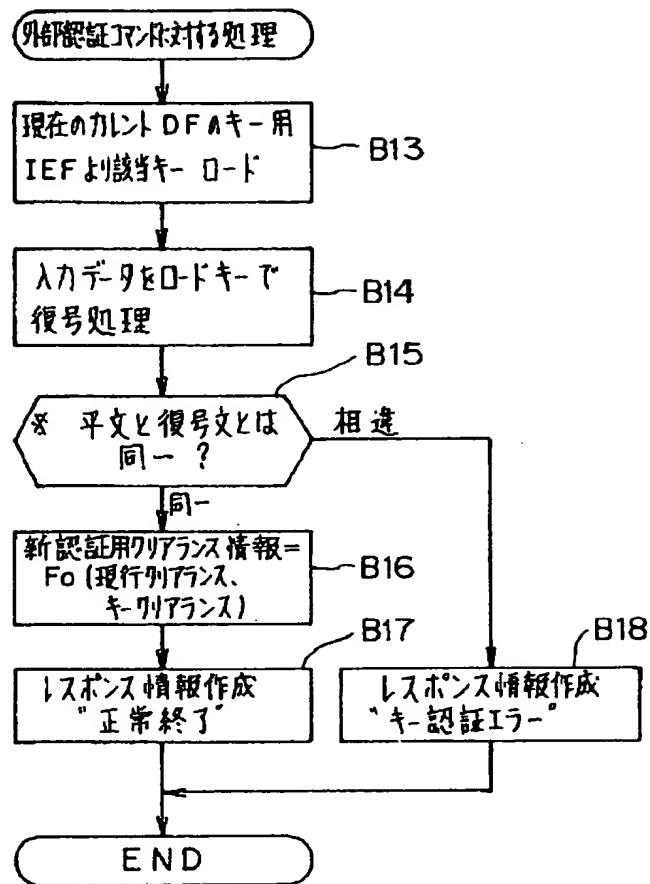 外部認証コマンドに対する処理
現在のカレントDFのキー用
IEFより該当キー ロード
B13
入力データをロードキーで
復号処理
B14
B15
※ 平文と復号文とは
同一?
相違
同一
新認証用クリアランス情報=
Fo(現行クリアランス、
キークリアランス)
B16
B17
レスポンス情報作成
"正常終了"
B18
レスポンス情報作成
"キー認証エラー"
END